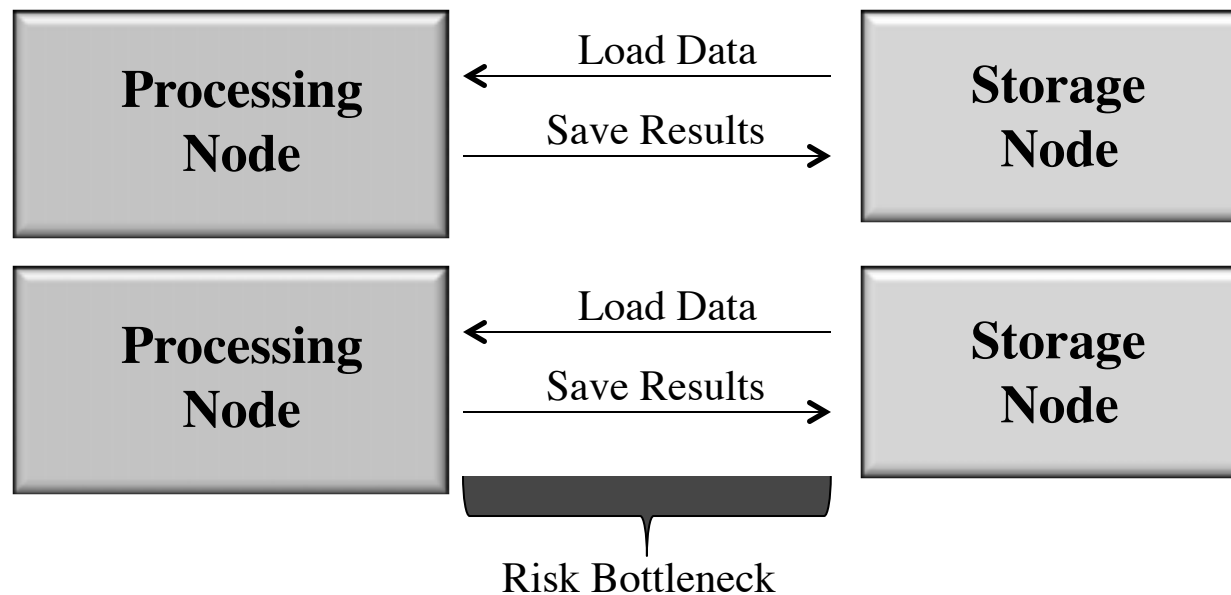 Processing
Node
Load Data
Save Results
Storage
Node
Processing
Node
Load Data
Save Results
Storage
Node
Risk Bottleneck